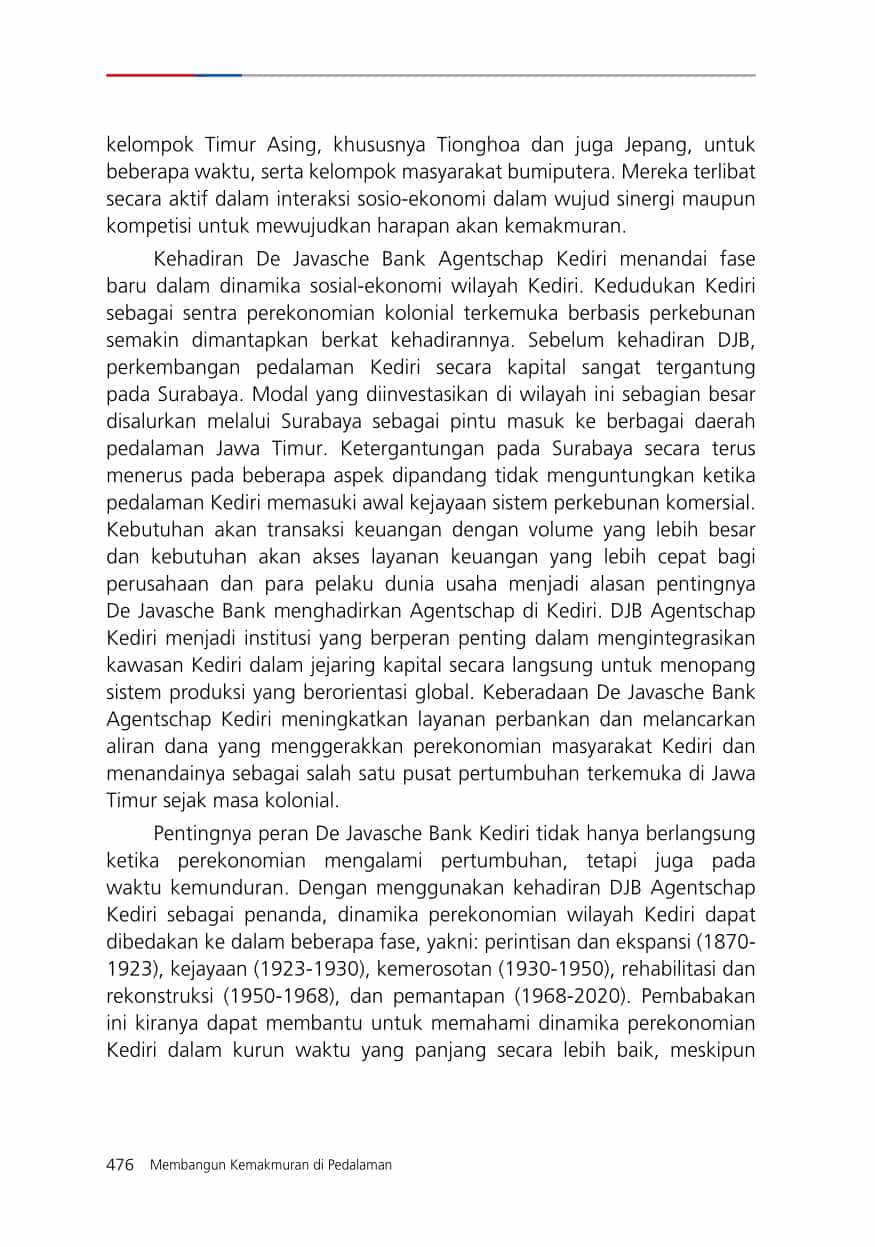 kelompok Timur Asing, khususnya Tionghoa dan juga Jepang, untuk
beberapa waktu, serta kelompok masyarakat bumiputera. Mereka terlibat
secara aktif dalam interaksi sosio-ekonomi dalam wujud sinergi maupun
kompetisi untuk mewujudkan harapan akan kemakmuran.
Kehadiran De Javasche Bank Agentschap Kediri menandai fase
baru dalam dinamika sosial-ekonomi wilayah Kediri. Kedudukan Kediri
sebagai sentra perekonomian kolonial terkemuka berbasis perkebunan
semakin dimantapkan berkat kehadirannya. Sebelum kehadiran DJB,
perkembangan pedalaman Kediri secara kapital sangat tergantung
pada Surabaya. Modal yang diinvestasikan di wilayah ini sebagian besar
disalurkan melalui Surabaya sebagai pintu masuk ke berbagai daerah
pedalaman Jawa Timur. Ketergantungan pada Surabaya secara terus
menerus pada beberapa aspek dipandang tidak menguntungkan ketika
pedalaman Kediri memasuki awal kejayaan sistem perkebunan komersial.
Kebutuhan akan transaksi keuangan dengan volume yang lebih besar
dan kebutuhan akan akses layanan keuangan yang lebih cepat bagi
perusahaan dan para pelaku dunia usaha menjadi alasan pentingnya
De Javasche Bank menghadirkan Agentschap di Kediri. DJB Agentschap
Kediri menjadi institusi yang berperan penting dalam mengintegrasikan
kawasan Kediri dalam jejaring kapital secara langsung untuk menopang
sistem produksi yang berorientasi global. Keberadaan De Javasche Bank
Agentschap Kediri meningkatkan layanan perbankan dan melancarkan
aliran dana yang menggerakkan perekonomian masyarakat Kediri dan
menandainya sebagai salah satu pusat pertumbuhan terkemuka di Jawa
Timur sejak masa kolonial.
Pentingnya peran De Javasche Bank Kediri tidak hanya berlangsung
ketika perekonomian mengalami pertumbuhan, tetapi juga pada
waktu kemunduran. Dengan menggunakan kehadiran DJB Agentschap
Kediri sebagai penanda, dinamika perekonomian wilayah Kediri dapat
dibedakan ke dalam beberapa fase, yakni: perintisan dan ekspansi (1870-
1923), kejayaan (1923-1930), kemerosotan (1930-1950), rehabilitasi dan
rekonstruksi (1950-1968), dan pemantapan (1968-2020). Pembabakan
ini kiranya dapat membantu untuk memahami dinamika perekonomian
Kediri dalam kurun waktu yang panjang secara lebih baik, meskipun
476 Membangun Kemakmuran di Pedalaman